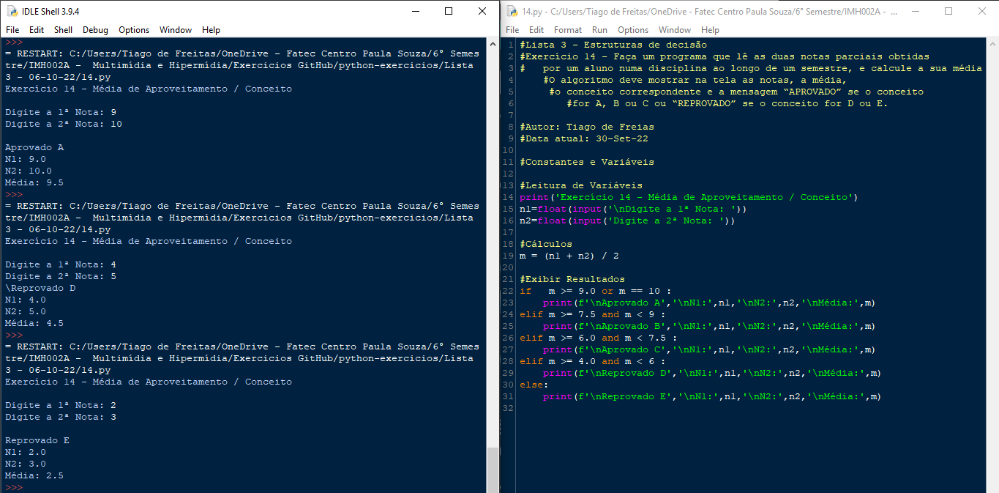 IDLE Shell 3.9.4
File Edit Shell Debug Options Window Help
>>>
= RESTART: C:/Users/Tiago de Freitas/OneDrive - Fatec Centro Paula Souza/6° Semes
tre/IMH002A -  Multimídia e Hipermídia/Exercicios GitHub/python-exercicios/Lista
3 - 06-10-22/14.py
Exercício 14 - Média de Aproveitamento / Conceito
Digite a 1ª Nota: 9
Digite a 2ª Nota: 10
Aprovado A
N1: 9.0
N2: 10.0
Média: 9.5
>>>
= RESTART: C:/Users/Tiago de Freitas/OneDrive - Fatec Centro Paula Souza/6° Semes
tre/IMH002A -  Multimídia e Hipermídia/Exercicios GitHub/python-exercicios/Lista
3 - 06-10-22/14.py
Exercício 14 - Média de Aproveitamento / Conceito
Digite a 1ª Nota: 4
Digite a 2ª Nota: 5
\Reprovado D
N1: 4.0
N2: 5.0
Média: 4.5
>>>
= RESTART: C:/Users/Tiago de Freitas/OneDrive - Fatec Centro Paula Souza/6° Semes
tre/IMH002A -  Multimídia e Hipermídia/Exercicios GitHub/python-exercicios/Lista
3 - 06-10-22/14.py
Exercício 14 - Média de Aproveitamento / Conceito
Digite a 1ª Nota: 2
Digite a 2ª Nota: 3
Reprovado E
N1: 2.0
N2: 3.0
Média: 2.5
>>>
14.py - C:/Users/Tiago de Freitas/OneDrive - Fatec Centro Paula Souza/6° Semestre/IMH002A - ...
File Edit Format Run Options Window Help
1 #Lista 3 - Estruturas de decisão
2 #Exercício 14 - Faça um programa que lê as duas notas parciais obtidas
3 #   por um aluno numa disciplina ao longo de um semestre, e calcule a sua média
4     #O algoritmo deve mostrar na tela as notas, a média,
5      #o conceito correspondente e a mensagem “APROVADO” se o conceito
6         #for A, B ou C ou “REPROVADO” se o conceito for D ou E.
7
8 #Autor: Tiago de Freias
9 #Data atual: 30-Set-22
10
11 #Constantes e Variáveis
12
13 #Leitura de Variáveis
14 print('Exercício 14 - Média de Aproveitamento / Conceito')
15 n1=float(input('\nDigite a 1ª Nota: '))
16 n2=float(input('Digite a 2ª Nota: '))
17
18 #Cálculos
19 m = (n1 + n2) / 2
20
21 #Exibir Resultados
22 if   m >= 9.0 or m == 10 :
23     print(f'\nAprovado A','\nN1:',n1,'\nN2:',n2,'\nMédia:',m)
24 elif m >= 7.5 and m < 9 :
25     print(f'\nAprovado B','\nN1:',n1,'\nN2:',n2,'\nMédia:',m)
26 elif m >= 6.0 and m < 7.5 :
27     print(f'\nAprovado C','\nN1:',n1,'\nN2:',n2,'\nMédia:',m)
28 elif m >= 4.0 and m < 6 :
29     print(f'\nReprovado D','\nN1:',n1,'\nN2:',n2,'\nMédia:',m)
30 else:
31     print(f'\nReprovado E','\nN1:',n1,'\nN2:',n2,'\nMédia:',m)
32